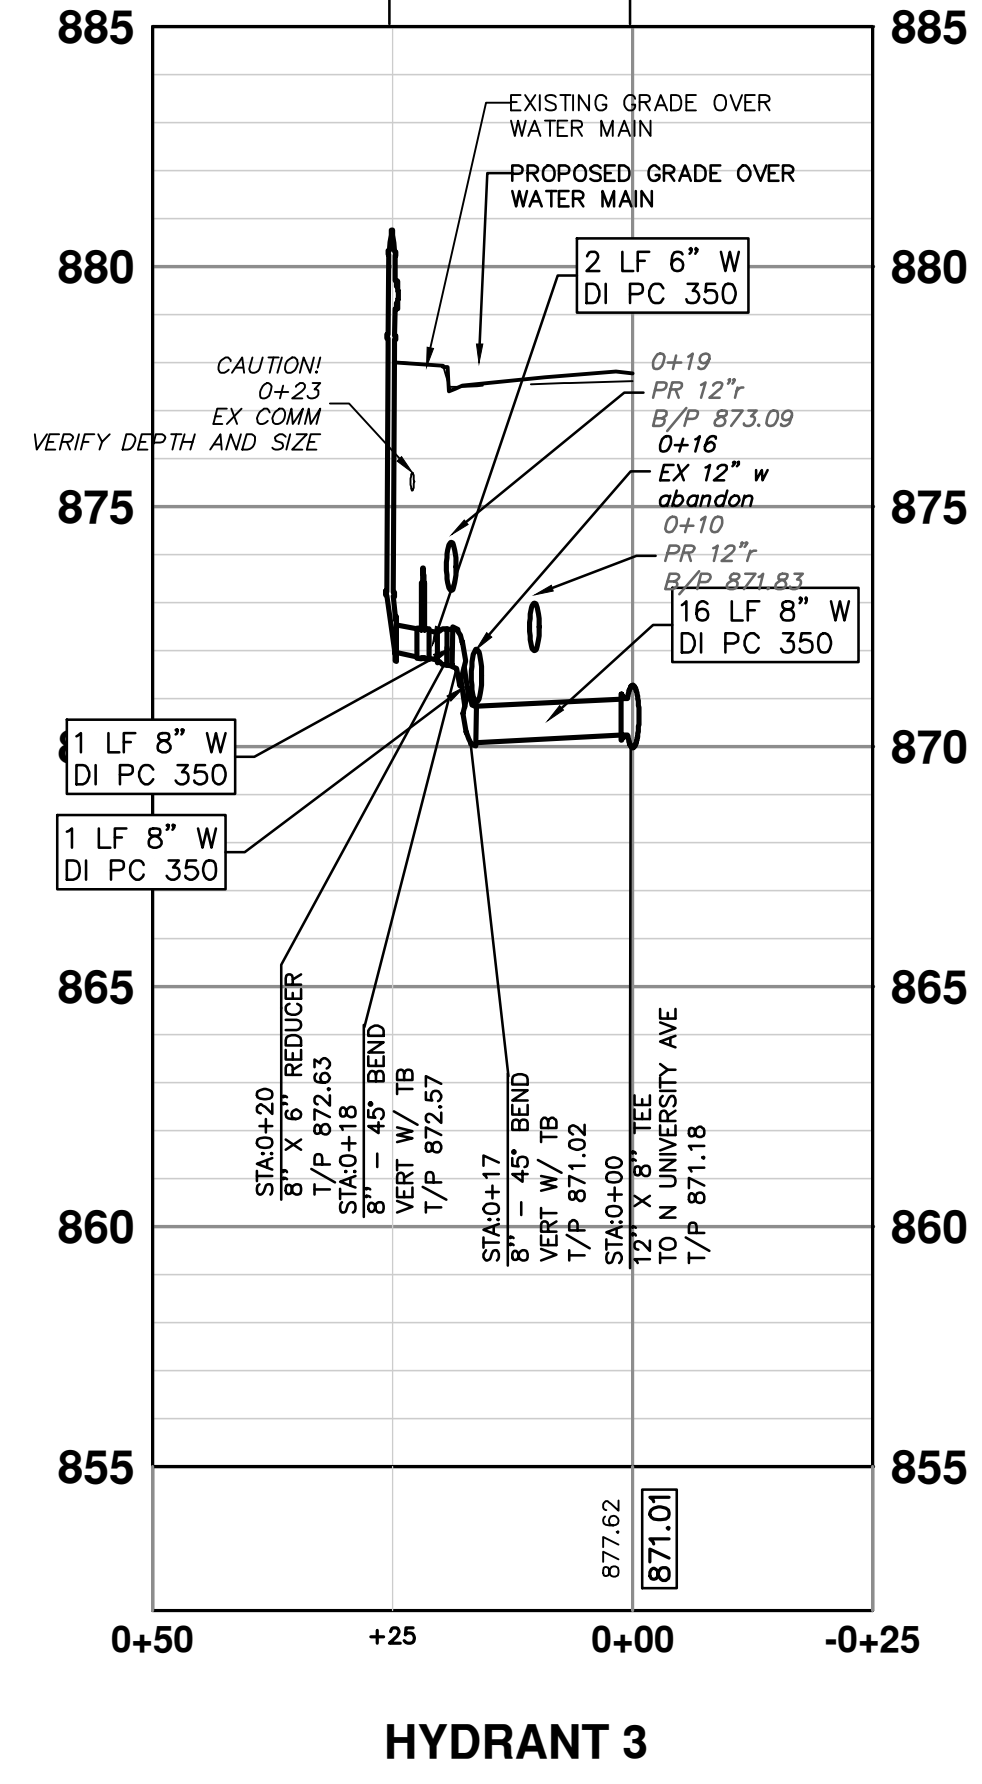 885
885
EXISTING GRADE OVER
WATER MAIN
PROPOSED GRADE OVER
WATER MAIN
880
880
2 LF 6" W
DI PC 350
CAUTION!
0+23
EX COMM
VERIFY DEPTH AND SIZE
0+19
PR 12"r
B/P 873.09
0+16
EX 12" w
abandon
0+10
PR 12"r
B/P 871.83
875
875
16 LF 8" W
DI PC 350
1 LF 8" W
DI PC 350
870
1 LF 8" W
DI PC 350
865
865
STA:0+20
8" X 6" REDUCER
T/P 872.63
STA:0+18
8" - 45° BEND
VERT W/ TB
T/P 872.57
STA:0+17
8" - 45° BEND
VERT W/ TB
T/P 871.02
STA:0+00
12" X 8" TEE
TO N UNIVERSITY AVE
T/P 871.18
860
860
855
855
877.62
871.01
0+50
+25
0+00
-0+25
HYDRANT 3